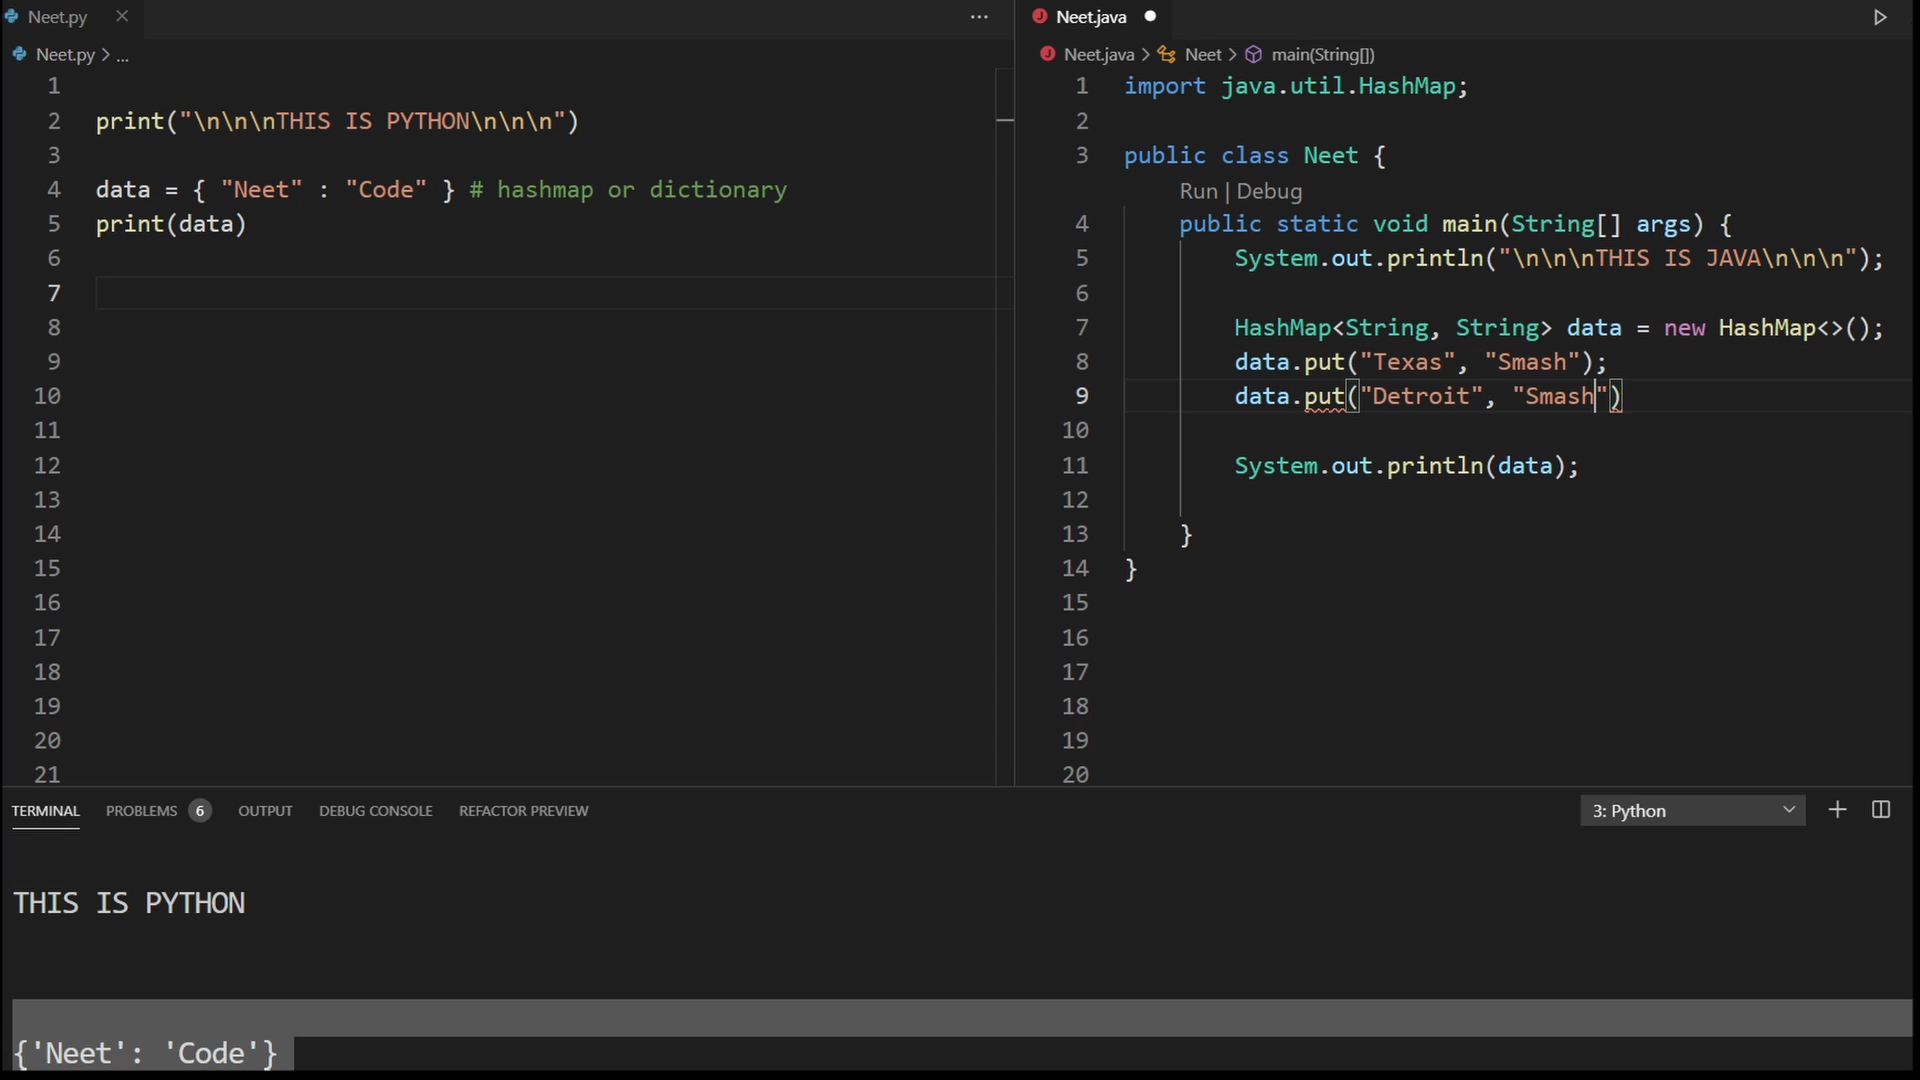 Neet.py
Neet.py > ...
1
2 print("\n\n\nTHIS IS PYTHON\n\n\n")
3
4 data = { "Neet" : "Code" } # hashmap or dictionary
5 print(data)
6
7
8
9
10
11
12
13
14
15
16
17
18
19
20
21
Neet.java
Neet.java > Neet > main(String[])
1 import java.util.HashMap;
2
3 public class Neet {
Run | Debug
4 public static void main(String[] args) {
5 System.out.println("\n\n\nTHIS IS JAVA\n\n\n");
6
7 HashMap<String, String> data = new HashMap<>();
8 data.put("Texas", "Smash");
9 data.put("Detroit", "Smash")
10
11 System.out.println(data);
12
13 }
14 }
15
16
17
18
19
20
TERMINAL PROBLEMS 6 OUTPUT DEBUG CONSOLE REFACTOR PREVIEW 3: Python
THIS IS PYTHON
{'Neet': 'Code'}